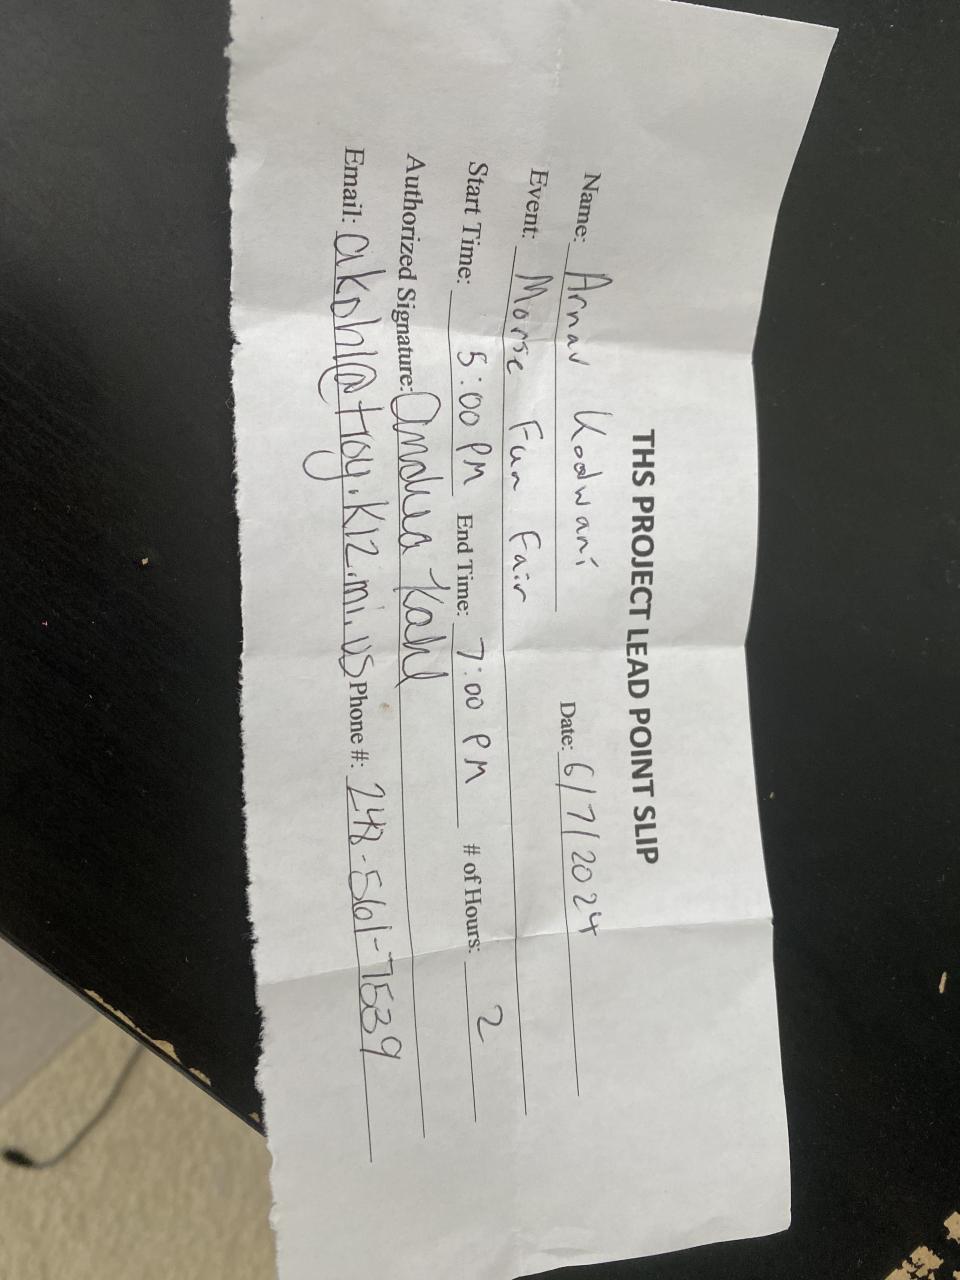 THS PROJECT LEAD POINT SLIP
Name: Arnav Kodwani Date: 6/7/2024
Event: Morse Fun Fair
Start Time: 5:00 PM End Time: 7:00 PM # of Hours: 2
Authorized Signature: Andrea Kahl
Email: akohl@troy.k12.mi.us Phone #: 248-561-7539